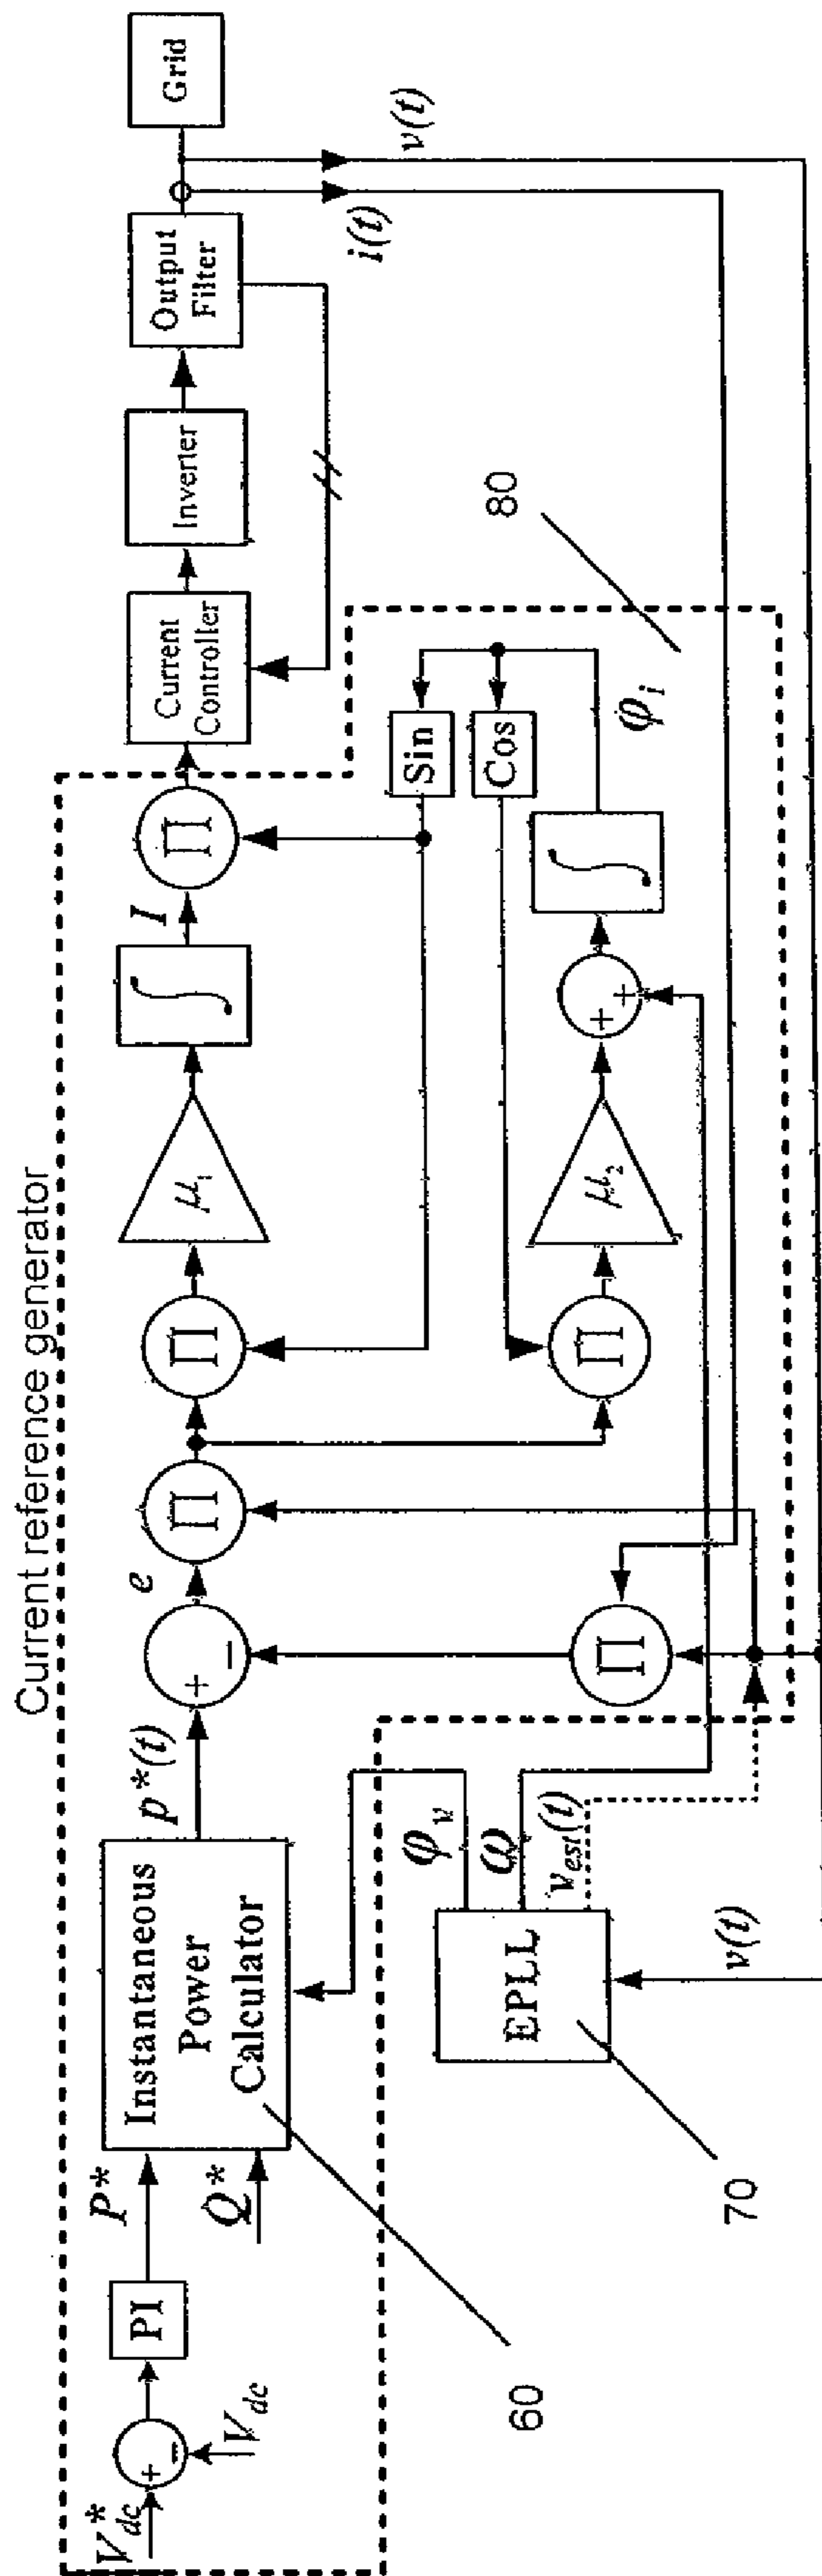 Current reference generator
V*dc
+
−
Vdc
PI
P*
Q*
Instantaneous
Power
Calculator
60
p*(t)
+
−
e
∏
∏
μ1
∫
I
∏
Current
Controller
Inverter
Output
Filter
Grid
i(t)
v(t)
Sin
Cos
∏
∏
μ2
+
+
∫
φi
80
EPLL
φv
ω
vest(t)
v(t)
70